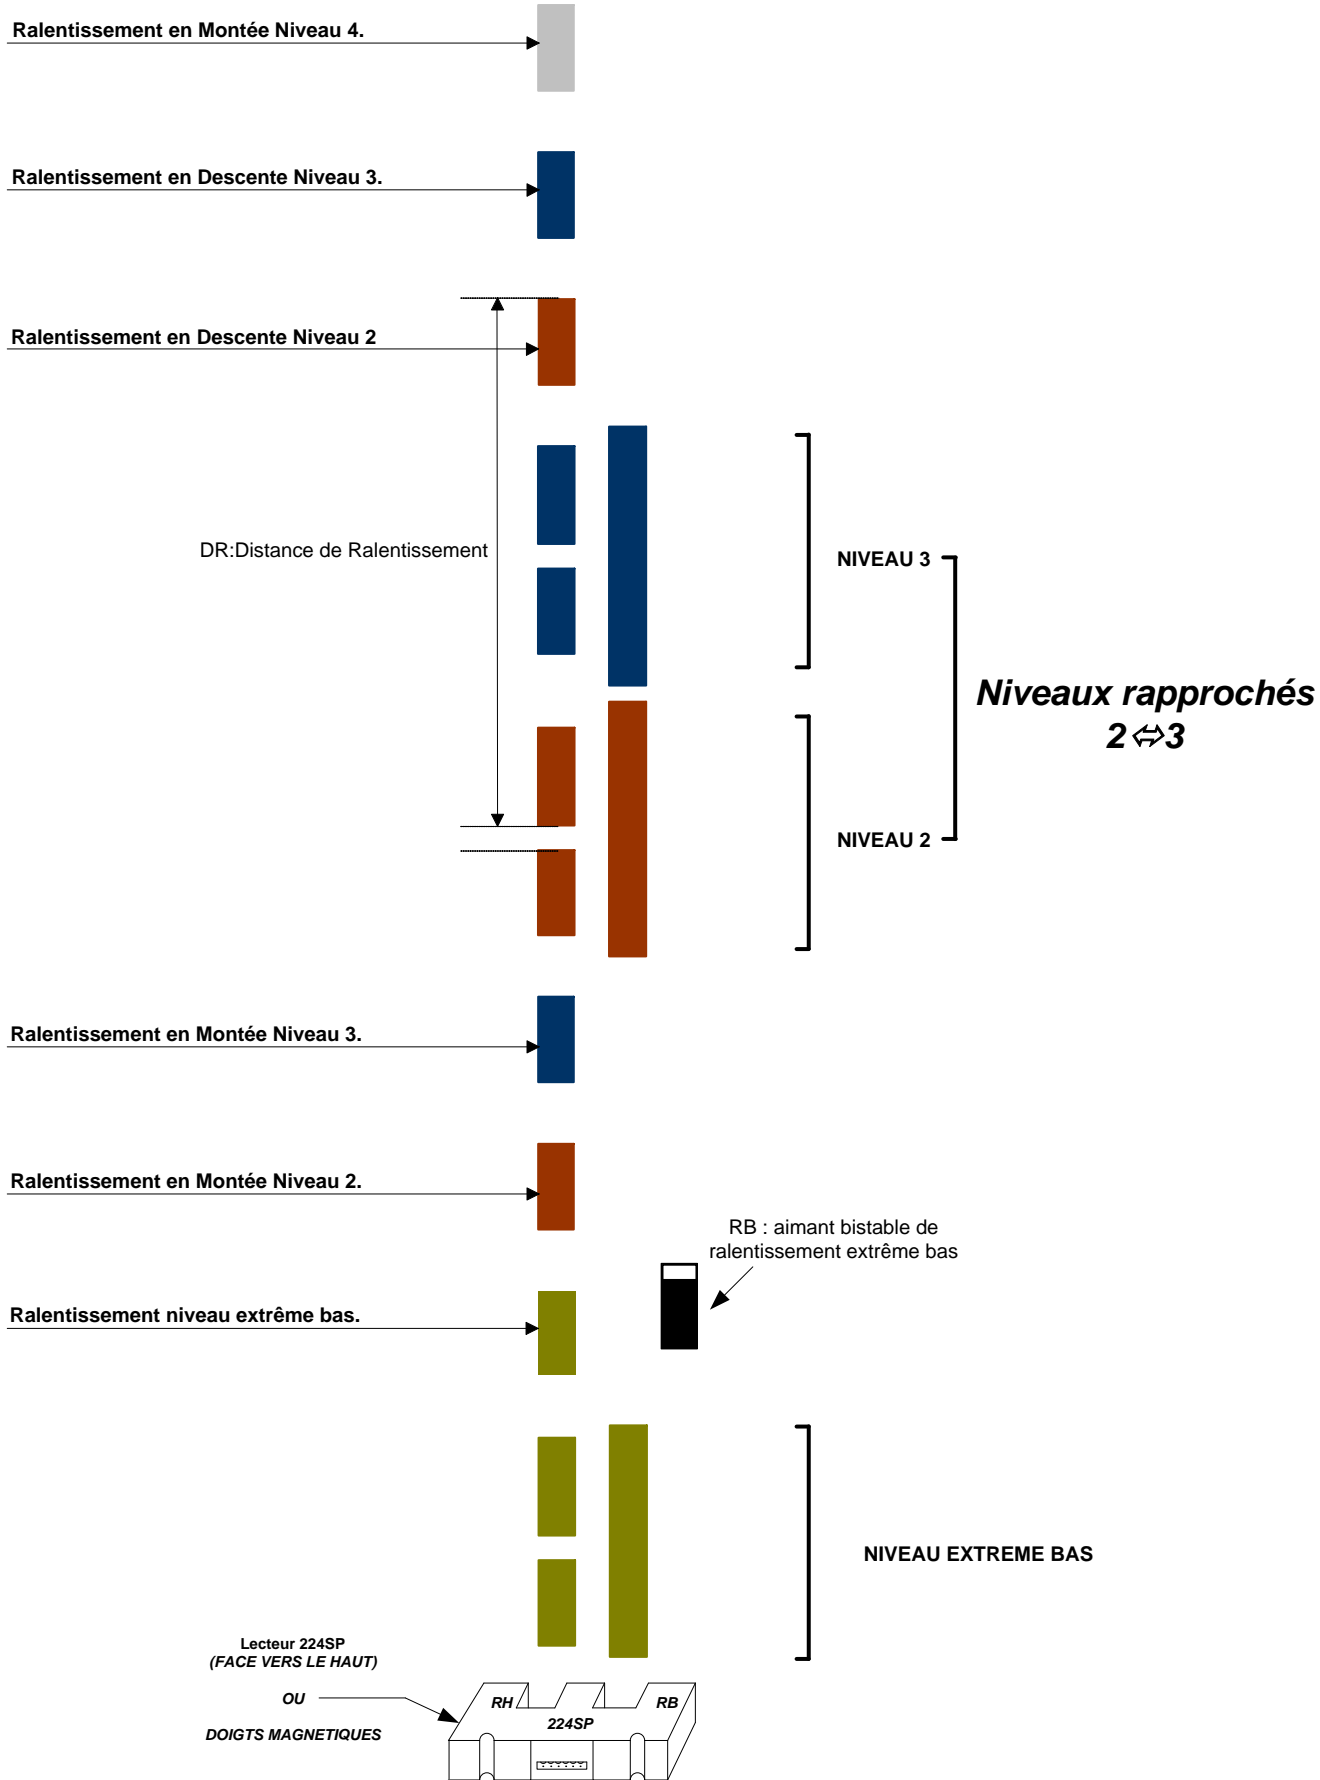 Ralentissement en Montée Niveau 4.
Ralentissement en Descente Niveau 3.
Ralentissement en Descente Niveau 2
DR:Distance de Ralentissement
NIVEAU 3
Niveaux rapprochés
2⇔3
NIVEAU 2
Ralentissement en Montée Niveau 3.
Ralentissement en Montée Niveau 2.
RB : aimant bistable de
ralentissement extrême bas
Ralentissement niveau extrême bas.
NIVEAU EXTREME BAS
Lecteur 224SP
(FACE VERS LE HAUT)
OU
DOIGTS MAGNETIQUES
RH
RB
224SP